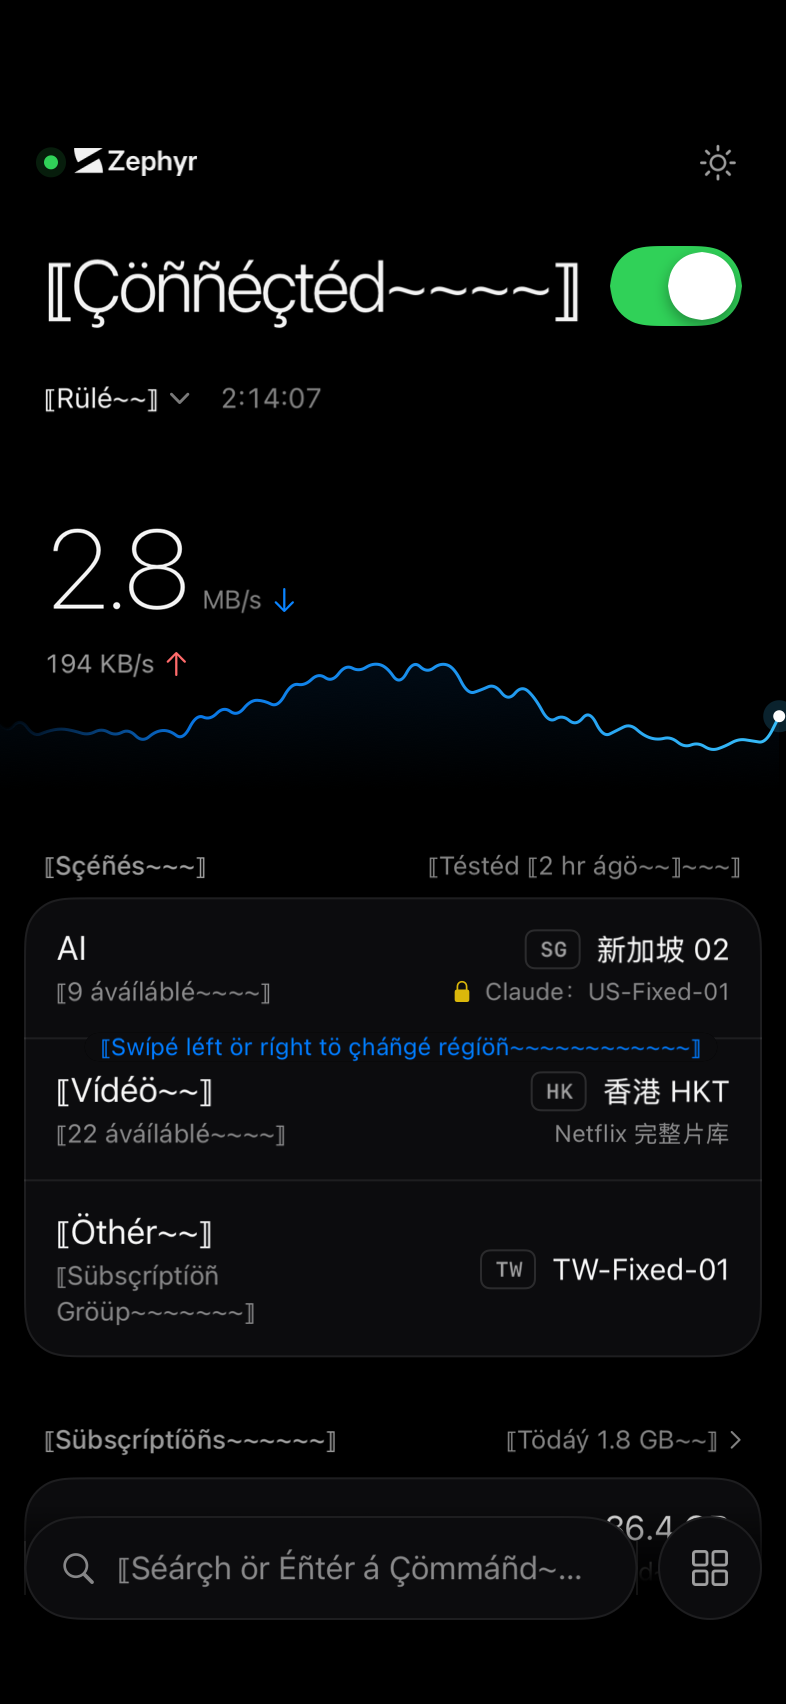 Zephyr
⟦Çöññéçtéd~~~~⟧
⟦Rülé~~⟧ 2:14:07
2.8 MB/s ↓
194 KB/s ↑
⟦Sçéñés~~~⟧ ⟦Téstéd ⟦2 hr ágö~~⟧~~~⟧
AI SG 新加坡 02
⟦9 áváíláblé~~~~⟧ Claude: US-Fixed-01
⟦Swípé léft ör ríght tö çháñgé régíöñ~~~~~~~~~~~~⟧
⟦Vídéö~~⟧ HK 香港 HKT
⟦22 áváíláblé~~~~⟧ Netflix 完整片库
⟦Öthér~~⟧ TW TW-Fixed-01
⟦Sübsçríptíöñ
Gröüp~~~~~~~⟧
⟦Sübsçríptíöñs~~~~~~⟧ ⟦Tödáý 1.8 GB~~⟧
⟦Séárçh ör Éñtér á Çömmáñd~...